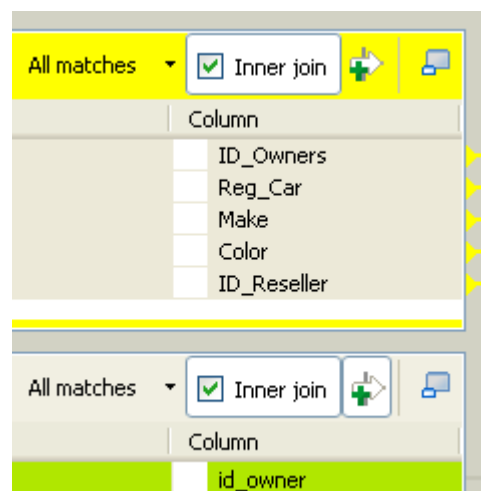 All matches Inner join
Column
ID_Owners
Reg_Car
Make
Color
ID_Reseller
All matches Inner join
Column
id_owner